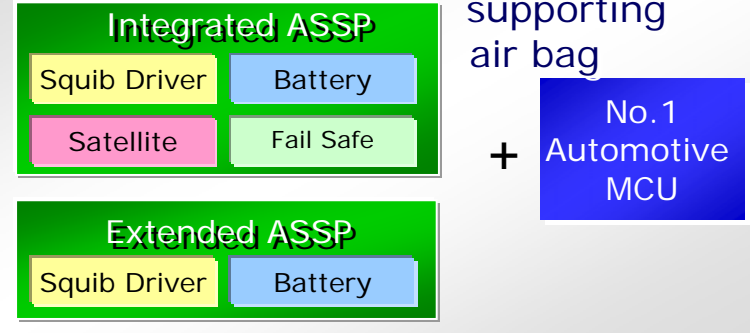 Integrated ASSP
Squib Driver
Battery
Satellite
Fail Safe
Extended ASSP
Squib Driver
Battery
supporting
air bag
+
No.1
Automotive
MCU